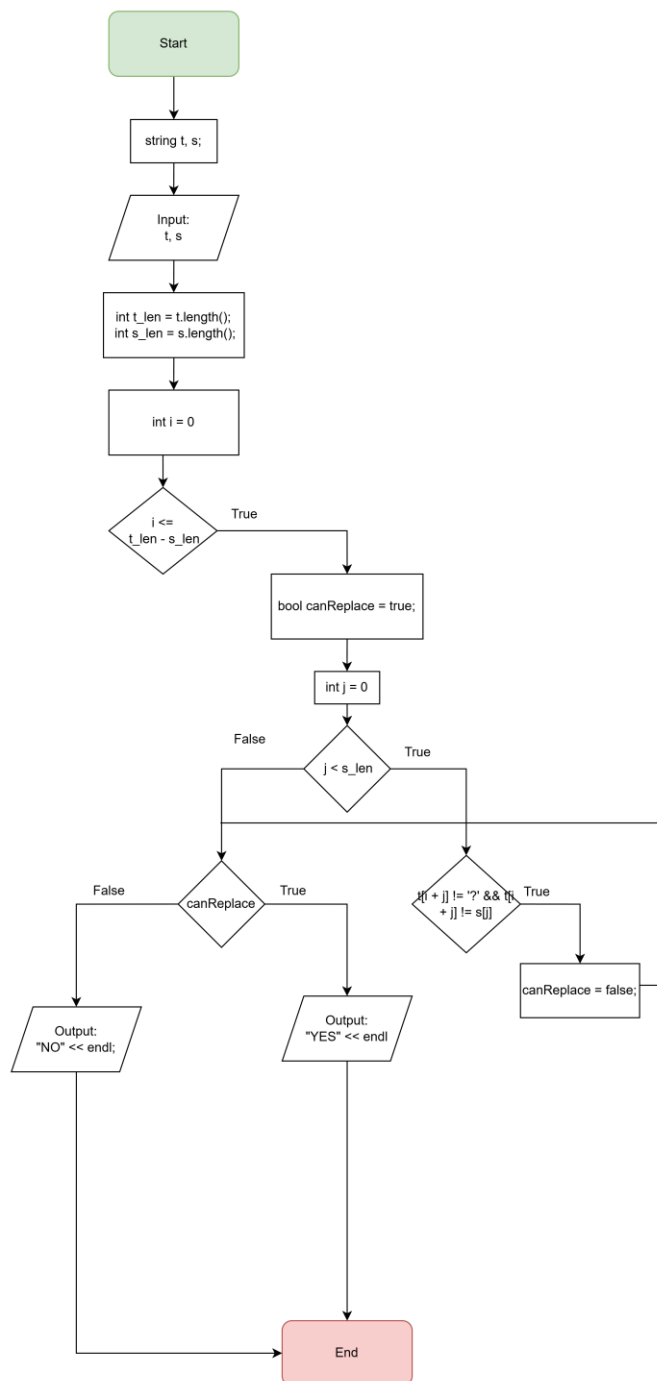 Start
string t, s;
Input:
t, s
int t_len = t.length();
int s_len = s.length();
int i = 0
i <=
t_len - s_len
True
bool canReplace = true;
int j = 0
False
True
j < s_len
False
True
canReplace
t[i + j] != '?' && t[i
+ j] != s[j]
True
canReplace = false;
Output:
"NO" << endl;
Output:
"YES" << endl
End